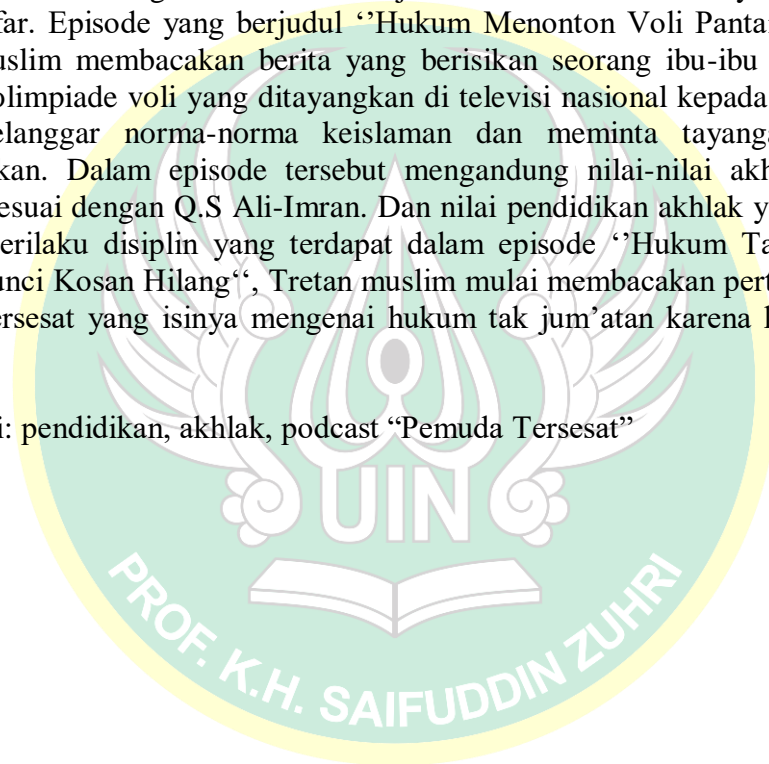 far. Episode yang berjudul ‘’Hukum Menonton Voli Pantai
uslim membacakan berita yang berisikan seorang ibu-ibu
olimpiade voli yang ditayangkan di televisi nasional kepada
elanggar norma-norma keislaman dan meminta tayanga
kan. Dalam episode tersebut mengandung nilai-nilai akh
esuai dengan Q.S Ali-Imran. Dan nilai pendidikan akhlak y
erilaku disiplin yang terdapat dalam episode ‘’Hukum Ta
unci Kosan Hilang‘‘, Tretan muslim mulai membacakan pert
ersesat yang isinya mengenai hukum tak jum’atan karena
i: pendidikan, akhlak, podcast “Pemuda Tersesat”
UIN
PROF. K.H. SAIFUDDIN ZUHRI